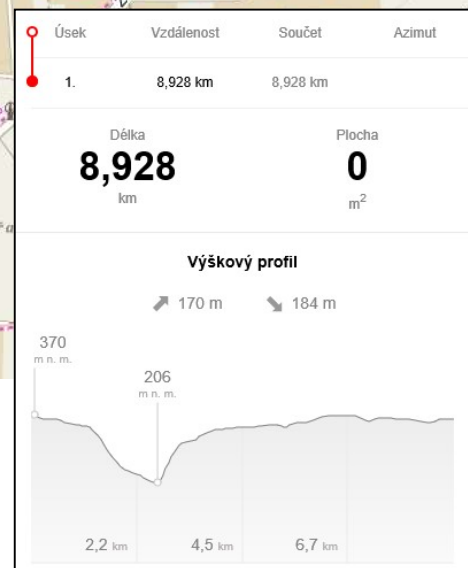 Úsek Vzdálenost Součet Azimut
1. 8,928 km 8,928 km
Délka Plocha
8,928 0
km m²
Výškový profil
170 m 184 m
370
m n. m.
206
m n. m.
2,2 km 4,5 km 6,7 km